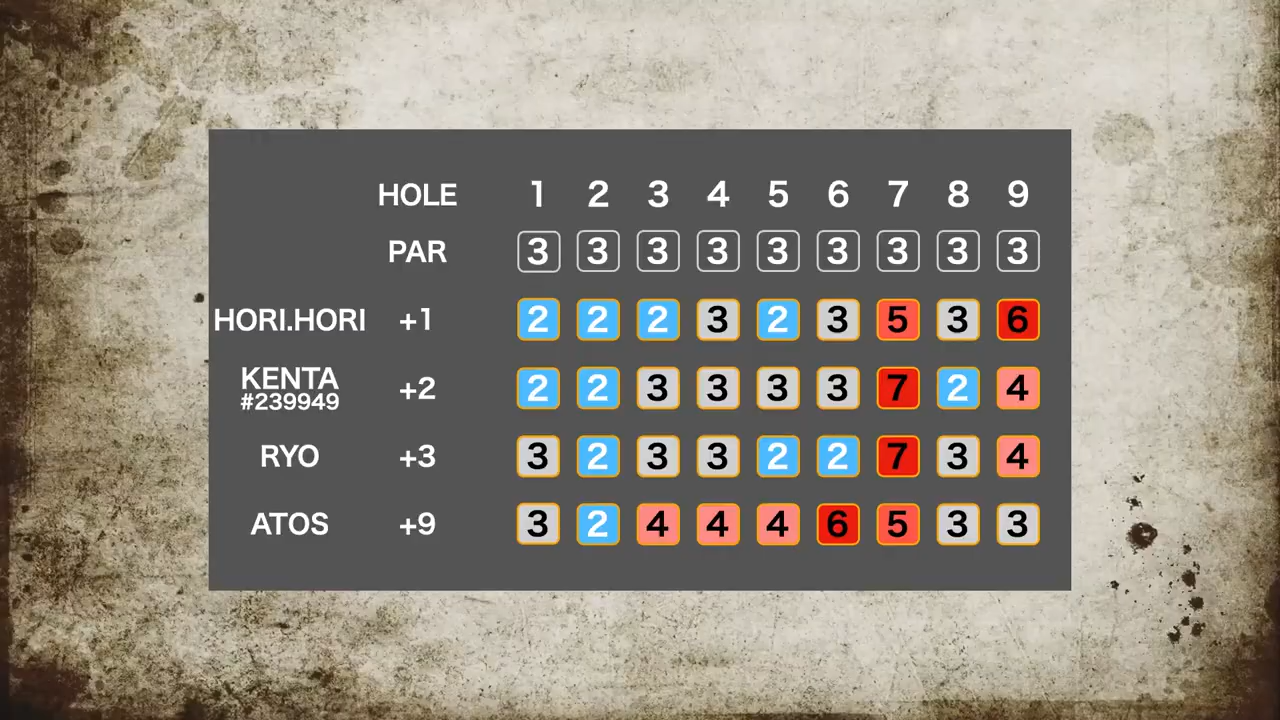 HOLE 1 2 3 4 5 6 7 8 9
PAR 3 3 3 3 3 3 3 3 3
HORI.HORI +1 2 2 2 3 2 3 5 3 6
KENTA +2 2 2 3 3 3 3 7 2 4
#239949
RYO +3 3 2 3 3 2 2 7 3 4
ATOS +9 3 2 4 4 4 6 5 3 3